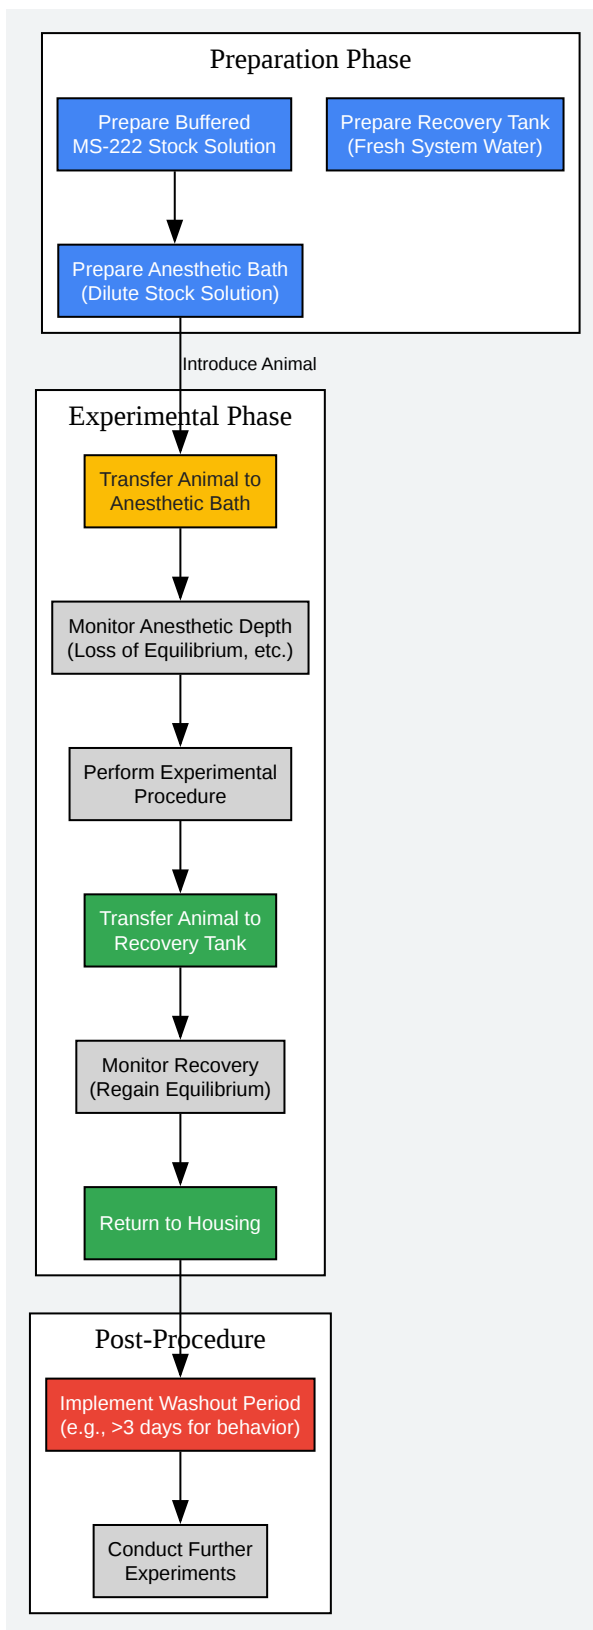 Preparation Phase
Prepare Buffered
MS-222 Stock Solution
Prepare Recovery Tank
(Fresh System Water)
Prepare Anesthetic Bath
(Dilute Stock Solution)
Introduce Animal
Experimental Phase
Transfer Animal to
Anesthetic Bath
Monitor Anesthetic Depth
(Loss of Equilibrium, etc.)
Perform Experimental
Procedure
Transfer Animal to
Recovery Tank
Monitor Recovery
(Regain Equilibrium)
Return to Housing
Post-Procedure
Implement Washout Period
(e.g., >3 days for behavior)
Conduct Further
Experiments